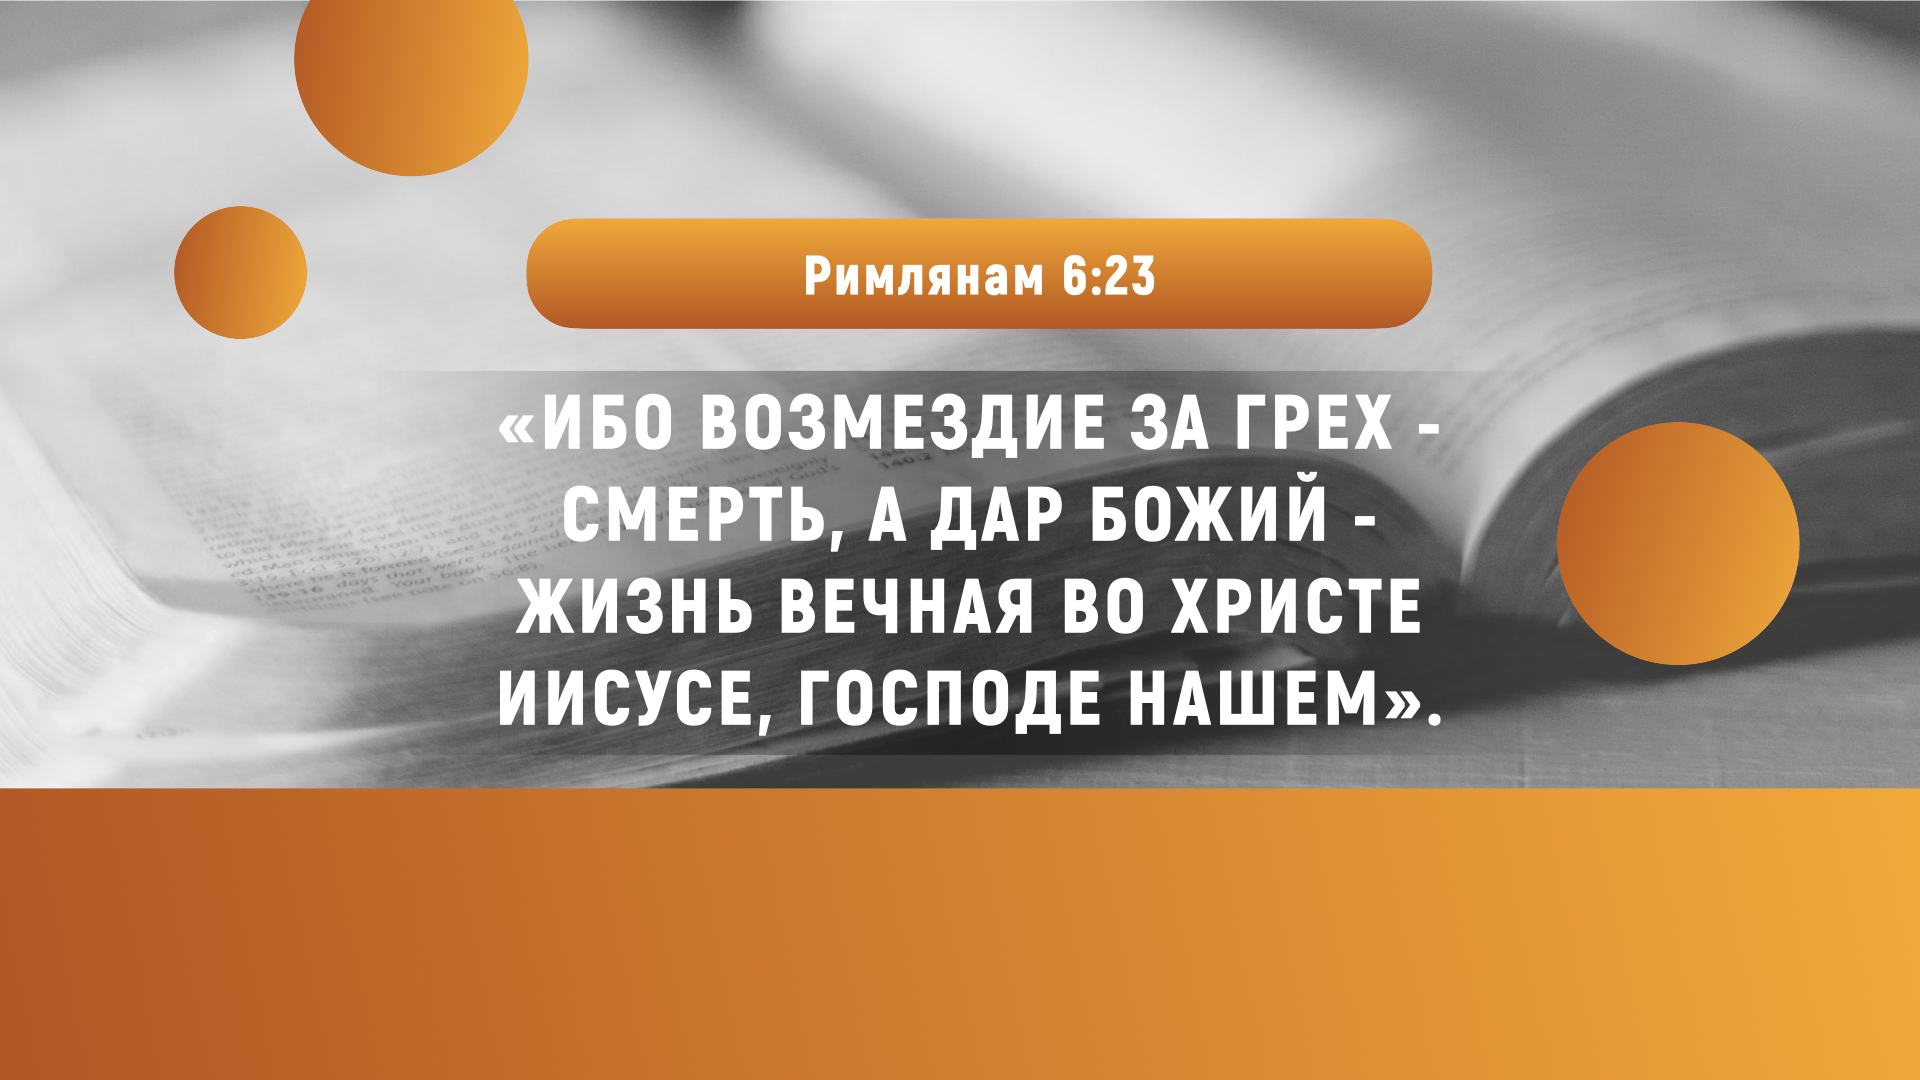 Римлянам 6:23
«ИБО ВОЗМЕЗДИЕ ЗА ГРЕХ -
СМЕРТЬ, А ДАР БОЖИЙ -
ЖИЗНЬ ВЕЧНАЯ ВО ХРИСТЕ
ИИСУСЕ, ГОСПОДЕ НАШЕМ».